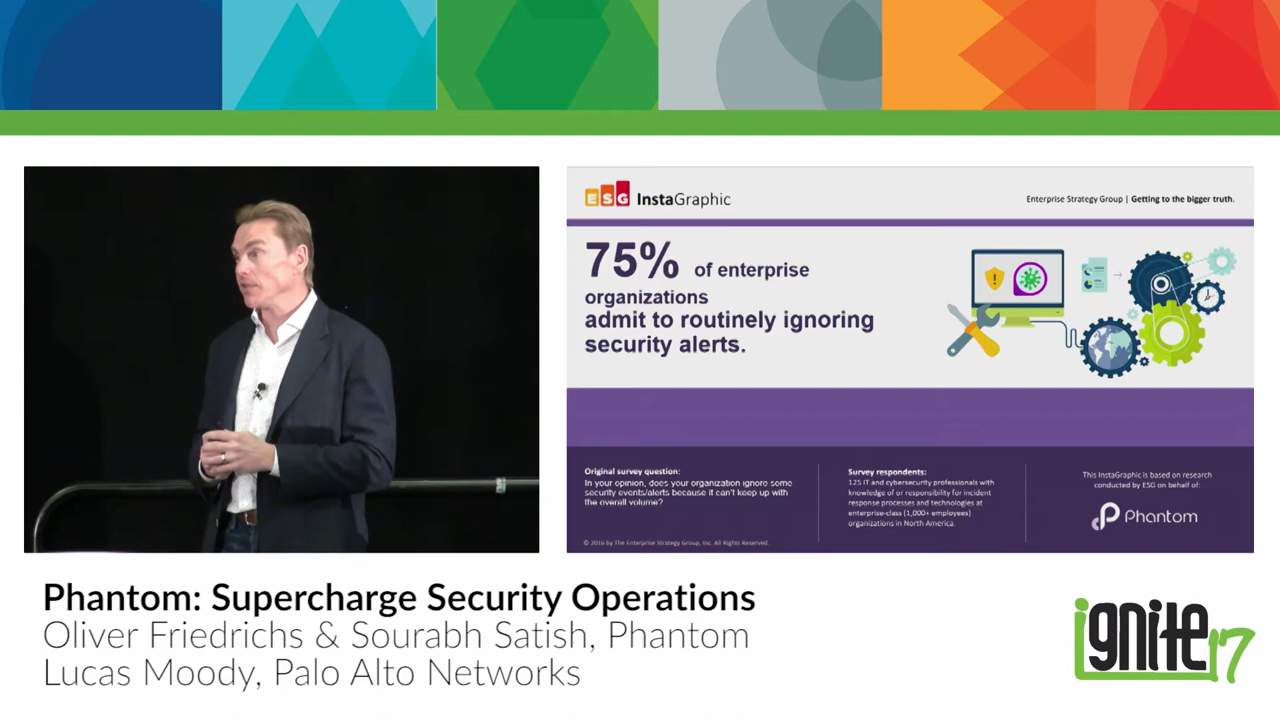 ESG InstaGraphic
Enterprise Strategy Group | Getting to the bigger truth.
75% of enterprise
organizations
admit to routinely ignoring
security alerts.
Original survey question:
In your opinion, does your organization ignore some
security events/alerts because it can't keep up with
the overall volume?
Survey respondents:
125 IT and cybersecurity professionals with
knowledge of or responsibility for incident
response processes and technologies at
enterprise-class (1,000+ employees)
organizations in North America.
This InstaGraphic is based on research
conducted by ESG on behalf of:
Phantom
© 2016 by The Enterprise Strategy Group, Inc. All Rights Reserved.
Phantom: Supercharge Security Operations
Oliver Friedrichs & Sourabh Satish, Phantom
Lucas Moody, Palo Alto Networks
ignite17